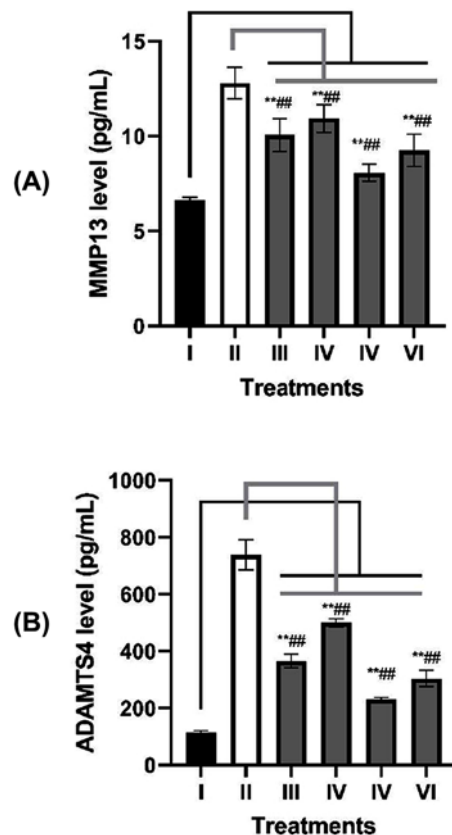 (A)
MMP13 level (pg/mL)
15
10
5
0
**##
**##
**##
**##
I II III IV IV VI
Treatments
(B)
ADAMTS4 level (pg/mL)
1000
800
600
400
200
0
**##
**##
**##
**##
I II III IV IV VI
Treatments